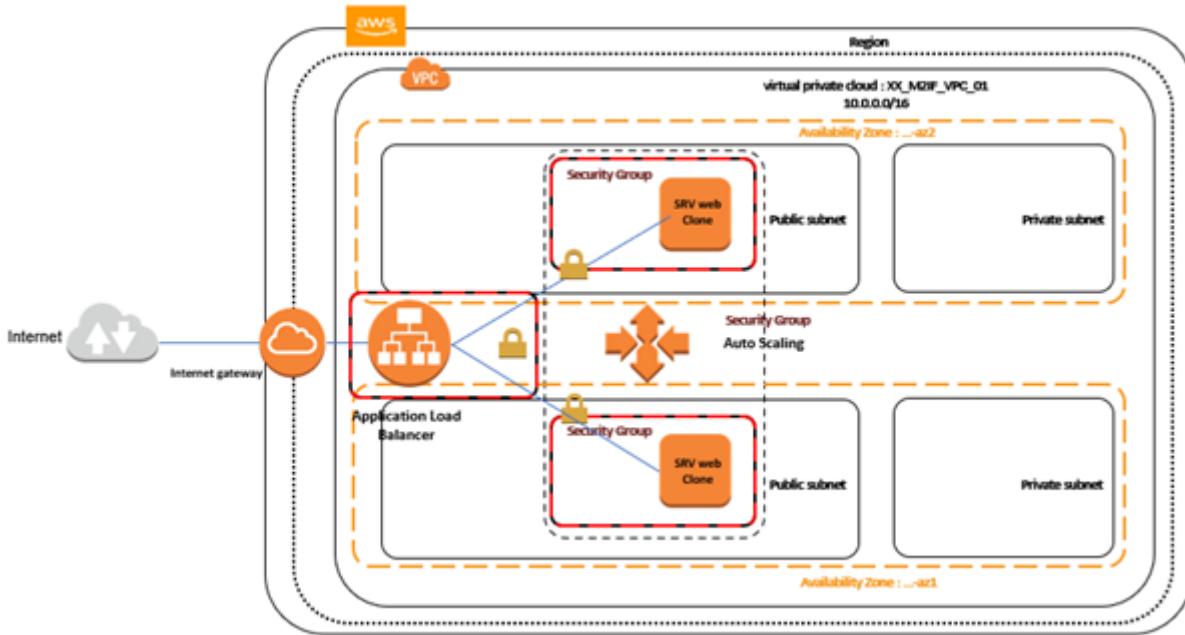 aws
Region
VPC
virtual private cloud : XX_M2IF_VPC_01
10.0.0.0/16
Availability Zone : ...-az2
Security Group
SRV web
Clone
Public subnet
Private subnet
Internet
Internet gateway
Security Group
Auto Scaling
Application Load
Balancer
Security Group
SRV web
Clone
Public subnet
Private subnet
Availability Zone : ...-az1